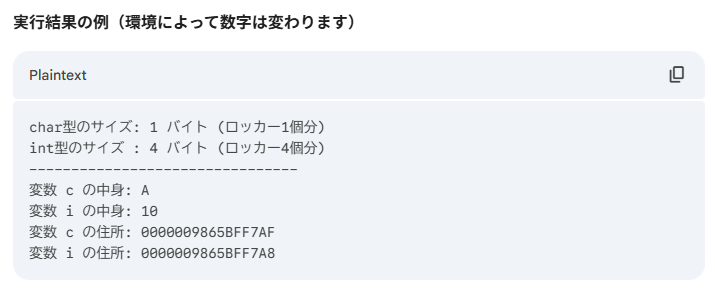 実行結果の例（環境によって数字は変わります）
Plaintext
char型のサイズ: 1 バイト (ロッカー1個分)
int型のサイズ : 4 バイト (ロッカー4個分)
--------------------------------
変数 c の中身: A
変数 i の中身: 10
変数 c の住所: 0000009865BFF7AF
変数 i の住所: 0000009865BFF7A8